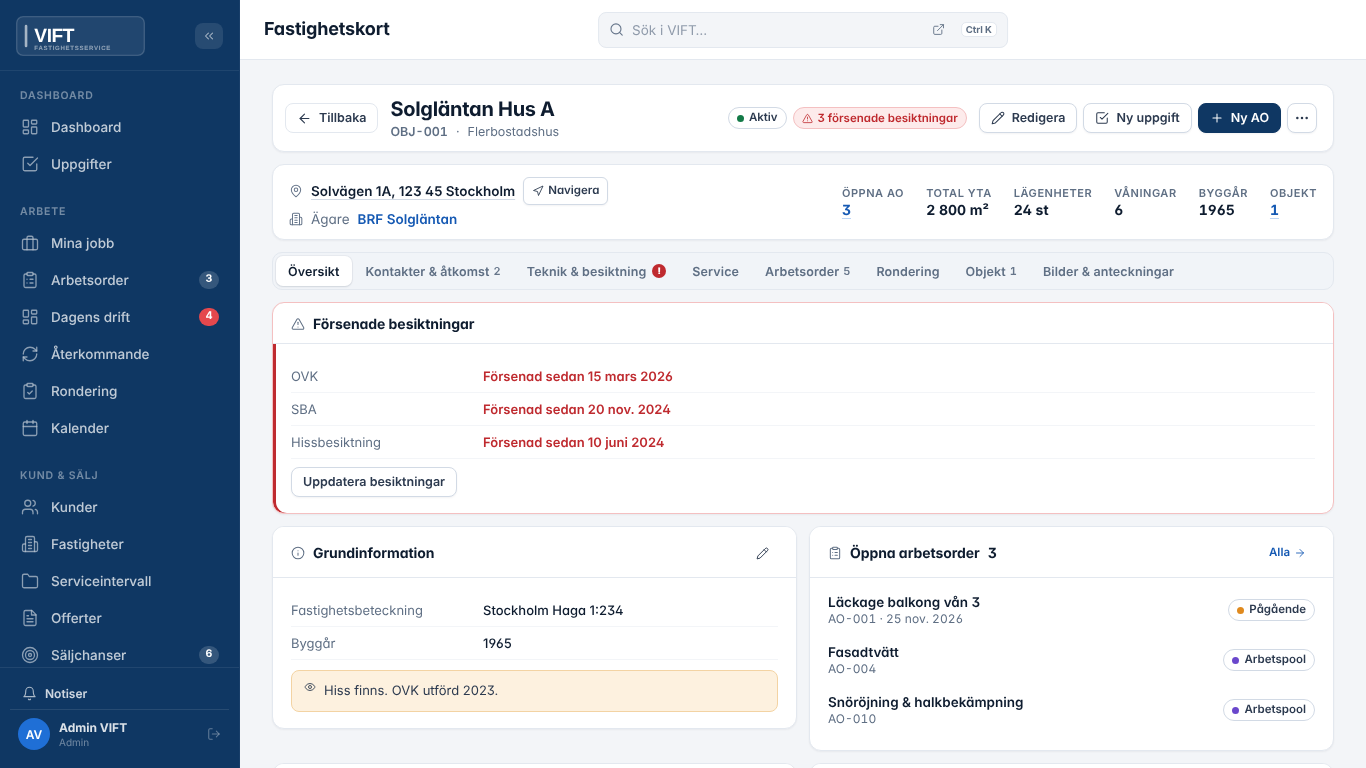 VIFT
FASTIGHETSSERVICE
DASHBOARD
Dashboard
Uppgifter
ARBETE
Mina jobb
Arbetsorder 3
Dagens drift 4
Återkommande
Rondering
Kalender
KUND & SÄLJ
Kunder
Fastigheter
Serviceintervall
Offerter
Säljchanser 6
Notiser
AV Admin VIFT
Admin
Fastighetskort
Sök i VIFT... Ctrl K
Tillbaka
Solgläntan Hus A
OBJ-001 · Flerbostadshus
Aktiv
3 försenade besiktningar
Redigera
Ny uppgift
Ny AO
Solvägen 1A, 123 45 Stockholm
Navigera
Ägare BRF Solgläntan
ÖPPNA AO
3
TOTAL YTA
2 800 m²
LÄGENHETER
24 st
VÅNINGAR
6
BYGGÅR
1965
OBJEKT
1
Översikt
Kontakter & åtkomst 2
Teknik & besiktning !
Service
Arbetsorder 5
Rondering
Objekt 1
Bilder & anteckningar
Försenade besiktningar
OVK Försenad sedan 15 mars 2026
SBA Försenad sedan 20 nov. 2024
Hissbesiktning Försenad sedan 10 juni 2024
Uppdatera besiktningar
Grundinformation
Fastighetsbeteckning Stockholm Haga 1:234
Byggår 1965
Hiss finns. OVK utförd 2023.
Öppna arbetsorder 3
Alla →
Läckage balkong vån 3
AO-001 · 25 nov. 2026
Pågående
Fasadtvätt
AO-004
Arbetspool
Snöröjning & halkbekämpning
AO-010
Arbetspool